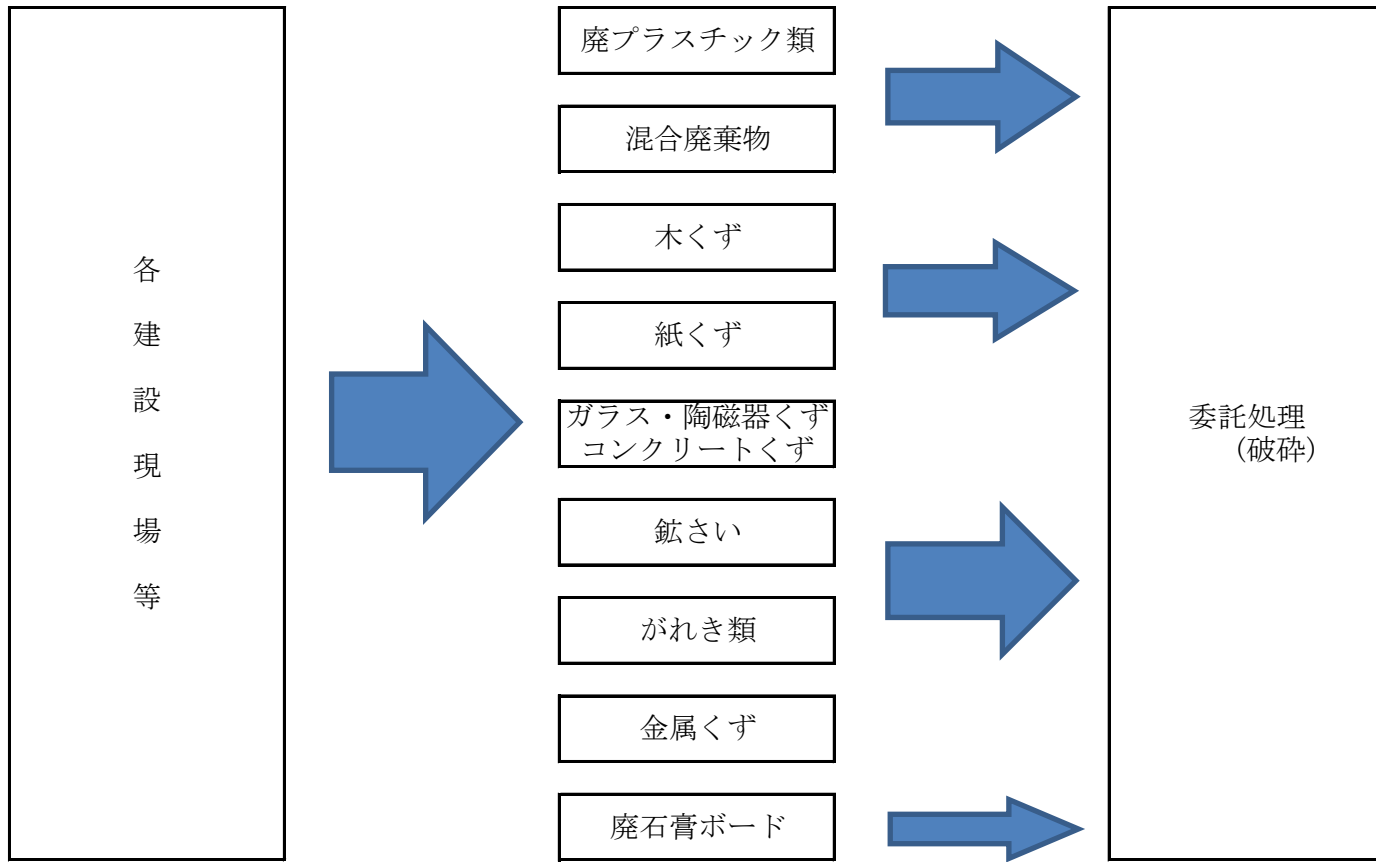 各建設現場等
廃プラスチック類
混合廃棄物
木くず
紙くず
ガラス・陶磁器くず
コンクリートくず
鉱さい
がれき類
金属くず
廃石膏ボード
委託処理
（破砕）